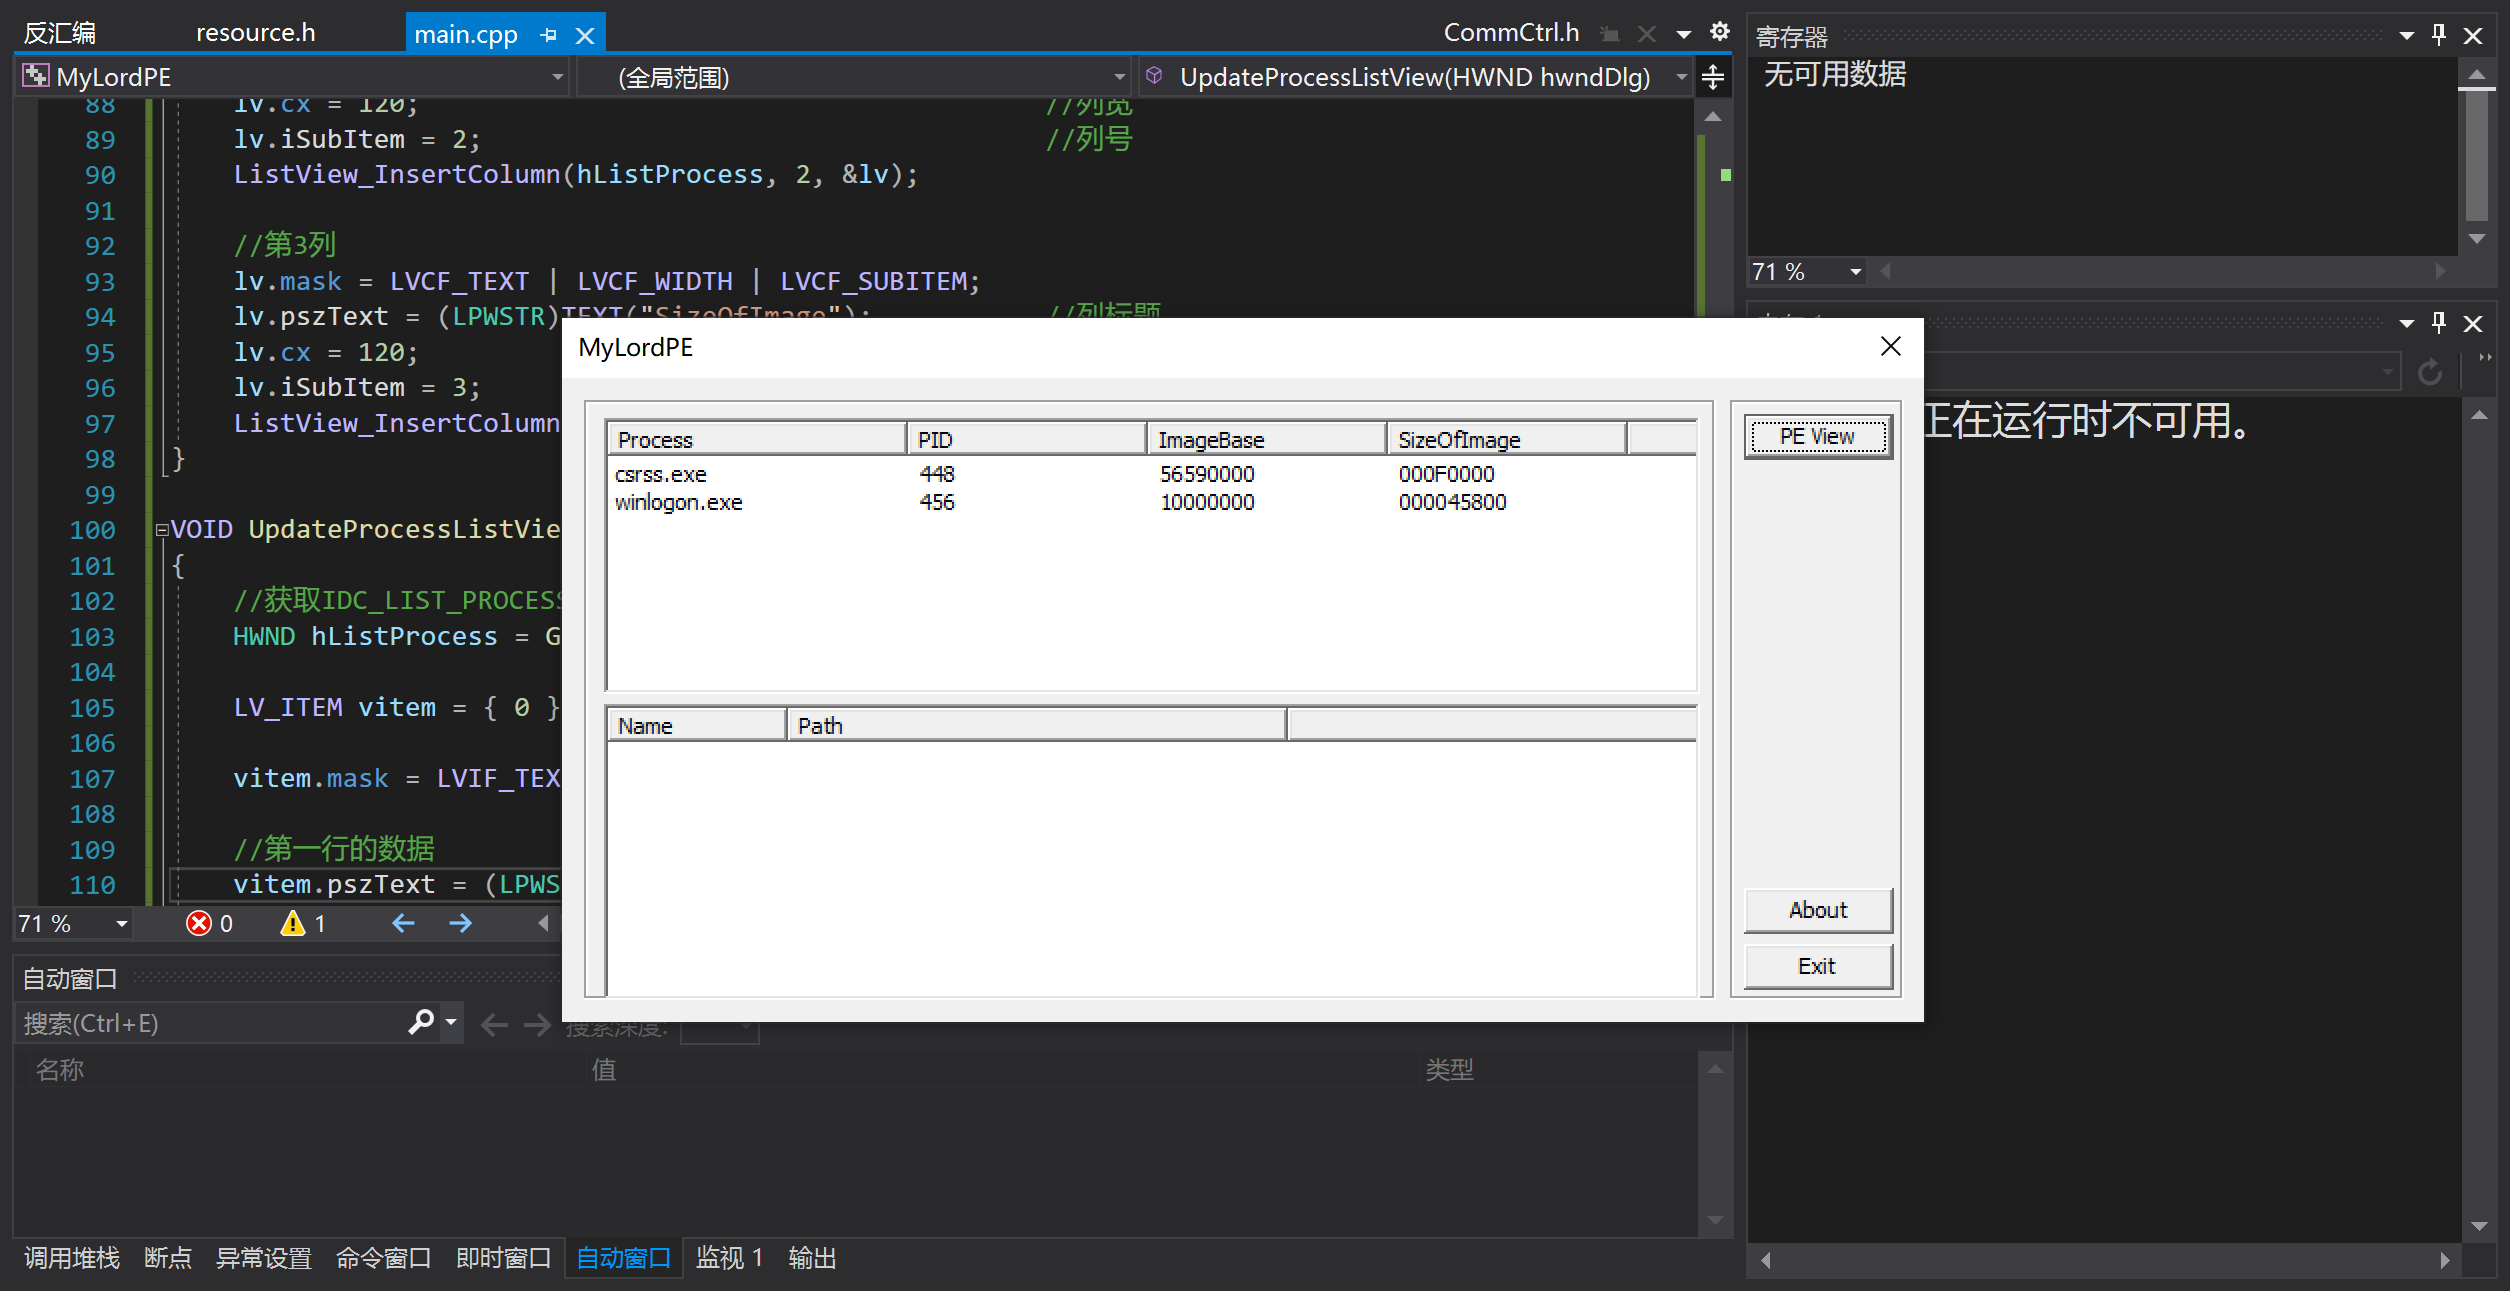 反汇编 resource.h main.cpp CommCtrl.h
MyLordPE (全局范围) UpdateProcessListView(HWND hwndDlg)
88 lv.cx = 120; //列宽
89 lv.iSubItem = 2; //列号
90 ListView_InsertColumn(hListProcess, 2, &lv);
91
92 //第3列
93 lv.mask = LVCF_TEXT | LVCF_WIDTH | LVCF_SUBITEM;
94 lv.pszText = (LPWSTR)TEXT("SizeOfImage"); //列标题
95 lv.cx = 120;
96 lv.iSubItem = 3;
97 ListView_InsertColumn
98 }
99
100 VOID UpdateProcessListVie
101 {
102 //获取IDC_LIST_PROCESS
103 HWND hListProcess = G
104
105 LV_ITEM vitem = { 0 }
106
107 vitem.mask = LVIF_TEX
108
109 //第一行的数据
110 vitem.pszText = (LPWS
71 % 0 1
MyLordPE
Process PID ImageBase SizeOfImage
csrss.exe 448 56590000 000F0000
winlogon.exe 456 10000000 000045800
Name Path
PE View
About
Exit
寄存器
无可用数据
71 %
正在运行时不可用。
自动窗口
搜索(Ctrl+E) 搜索深度:
名称 值 类型
调用堆栈 断点 异常设置 命令窗口 即时窗口 自动窗口 监视 1 输出